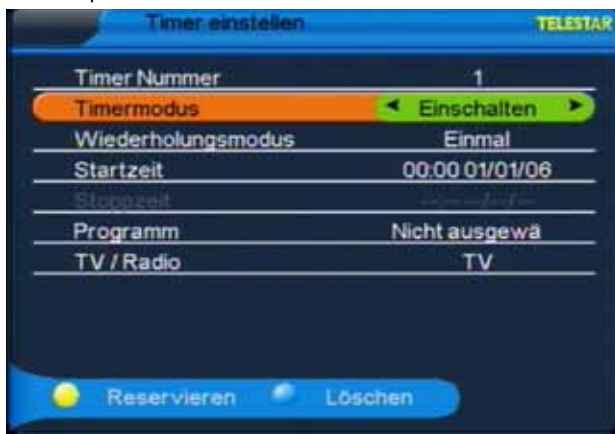 Timer einstellen TELESTAR
Timer Nummer 1
Timermodus Einschalten
Wiederholungsmodus Einmal
Startzeit 00:00 01/01/06
Stoppzeit --:-- --/--/--
Programm Nicht ausgewä
TV / Radio TV
Reservieren Löschen